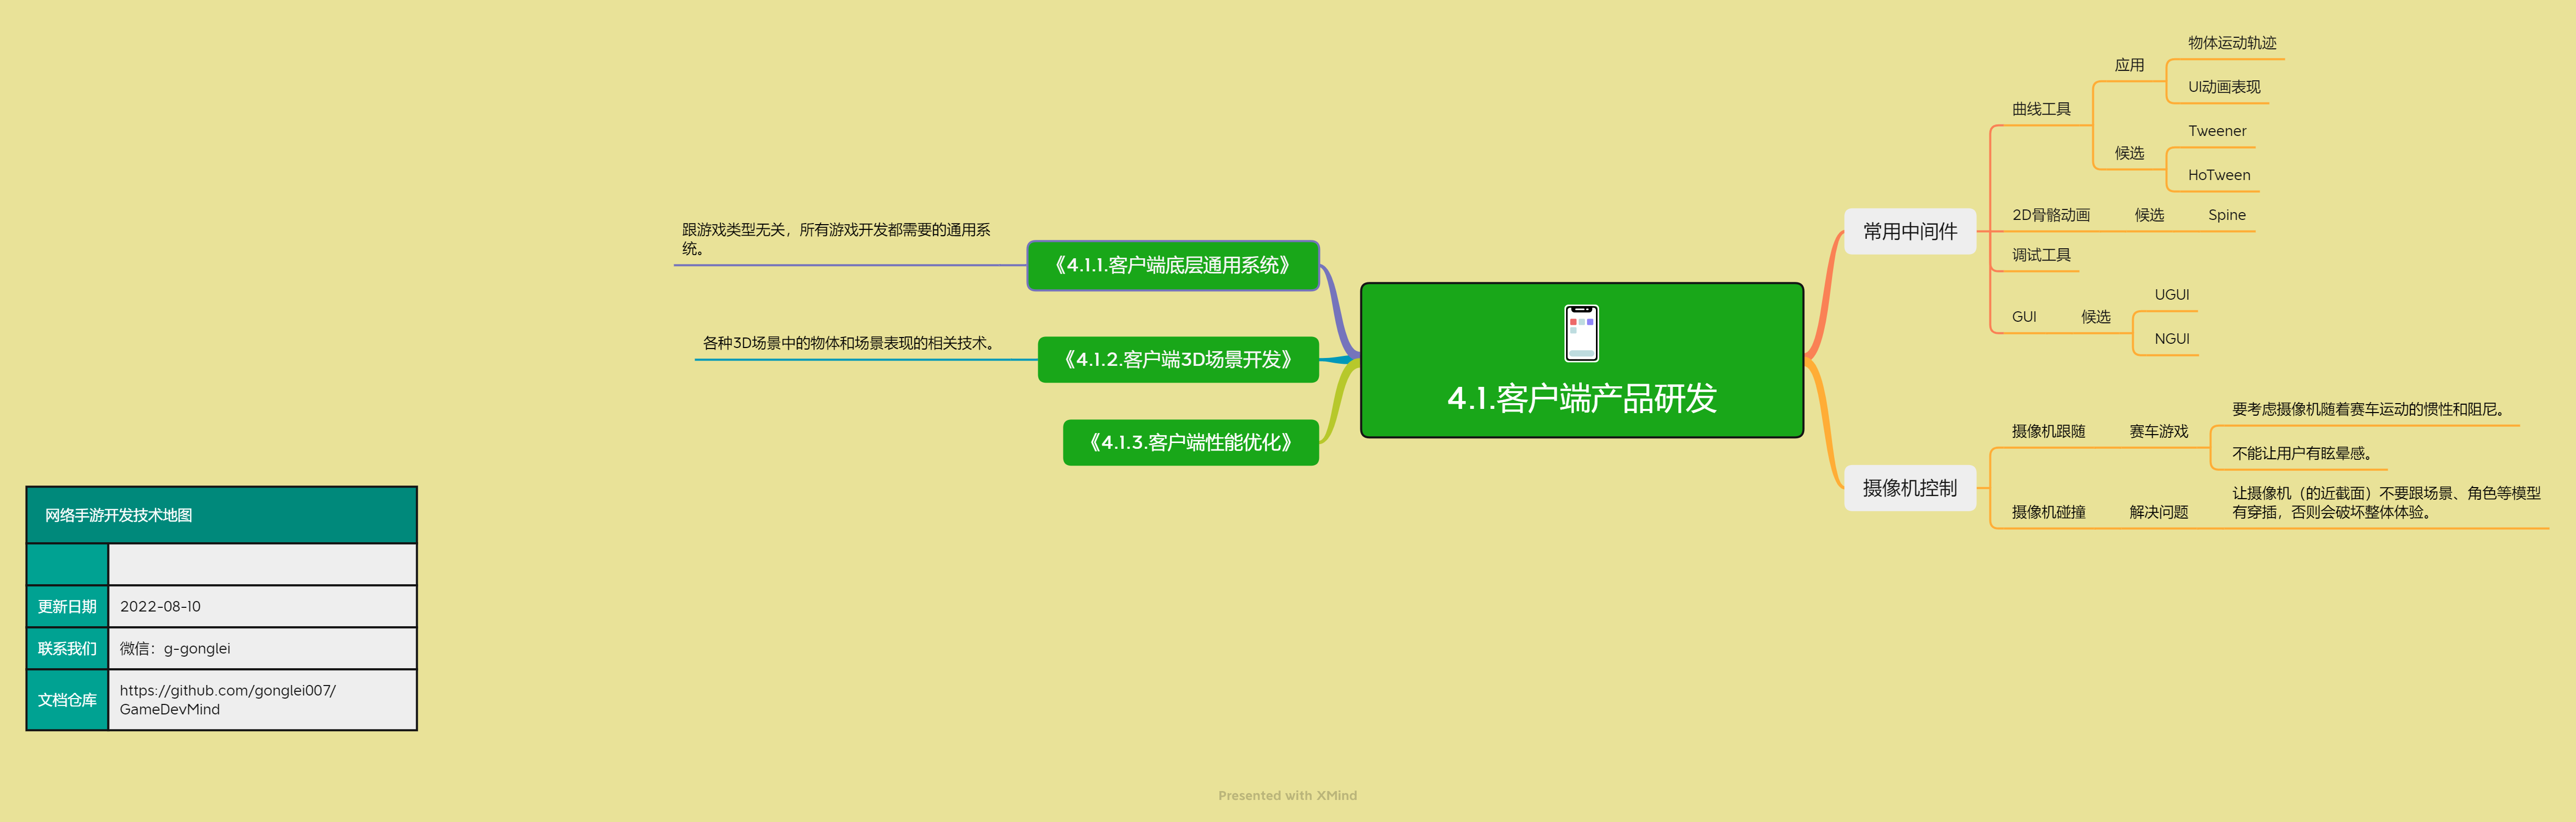 4.1.客户端产品研发
常用中间件
曲线工具
应用
物体运动轨迹
UI动画表现
候选
Tweener
HoTween
2D骨骼动画
候选
Spine
调试工具
GUI
候选
UGUI
NGUI
摄像机控制
摄像机跟随
赛车游戏
要考虑摄像机随着赛车运动的惯性和阻尼。
不能让用户有眩晕感。
摄像机碰撞
解决问题
让摄像机（的近截面）不要跟场景、角色等模型
有穿插，否则会破坏整体体验。
《4.1.1.客户端底层通用系统》
跟游戏类型无关，所有游戏开发都需要的通用系
统。
《4.1.2.客户端3D场景开发》
各种3D场景中的物体和场景表现的相关技术。
《4.1.3.客户端性能优化》
网络手游开发技术地图
更新日期
2022-08-10
联系我们
微信：g-gonglei
文档仓库
https://github.com/gonglei007/
GameDevMind
Presented with XMind